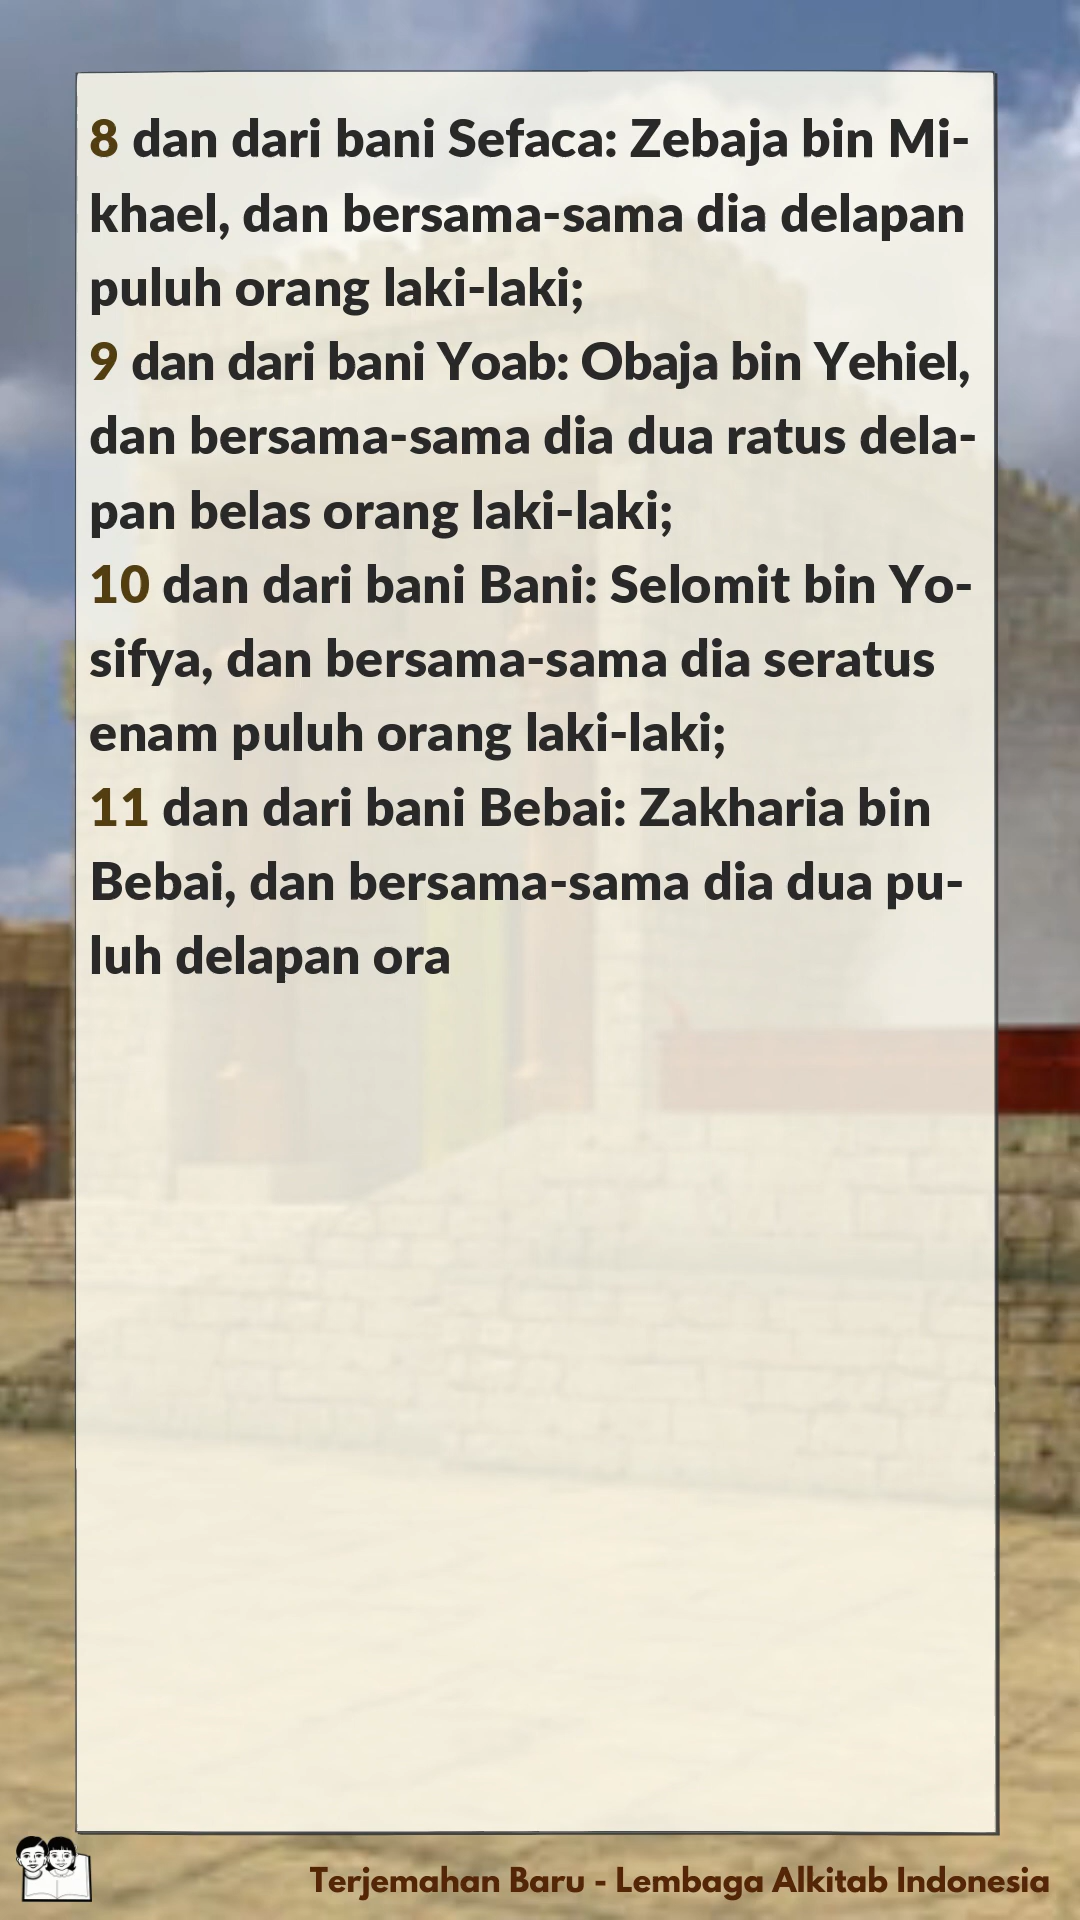 8 dan dari bani Sefaca: Zebaja bin Mi-
khael, dan bersama-sama dia delapan
puluh orang laki-laki;
9 dan dari bani Yoab: Obaja bin Yehiel,
dan bersama-sama dia dua ratus dela-
pan belas orang laki-laki;
10 dan dari bani Bani: Selomit bin Yo-
sifya, dan bersama-sama dia seratus
enam puluh orang laki-laki;
11 dan dari bani Bebai: Zakharia bin
Bebai, dan bersama-sama dia dua pu-
luh delapan ora
Terjemahan Baru - Lembaga Alkitab Indonesia